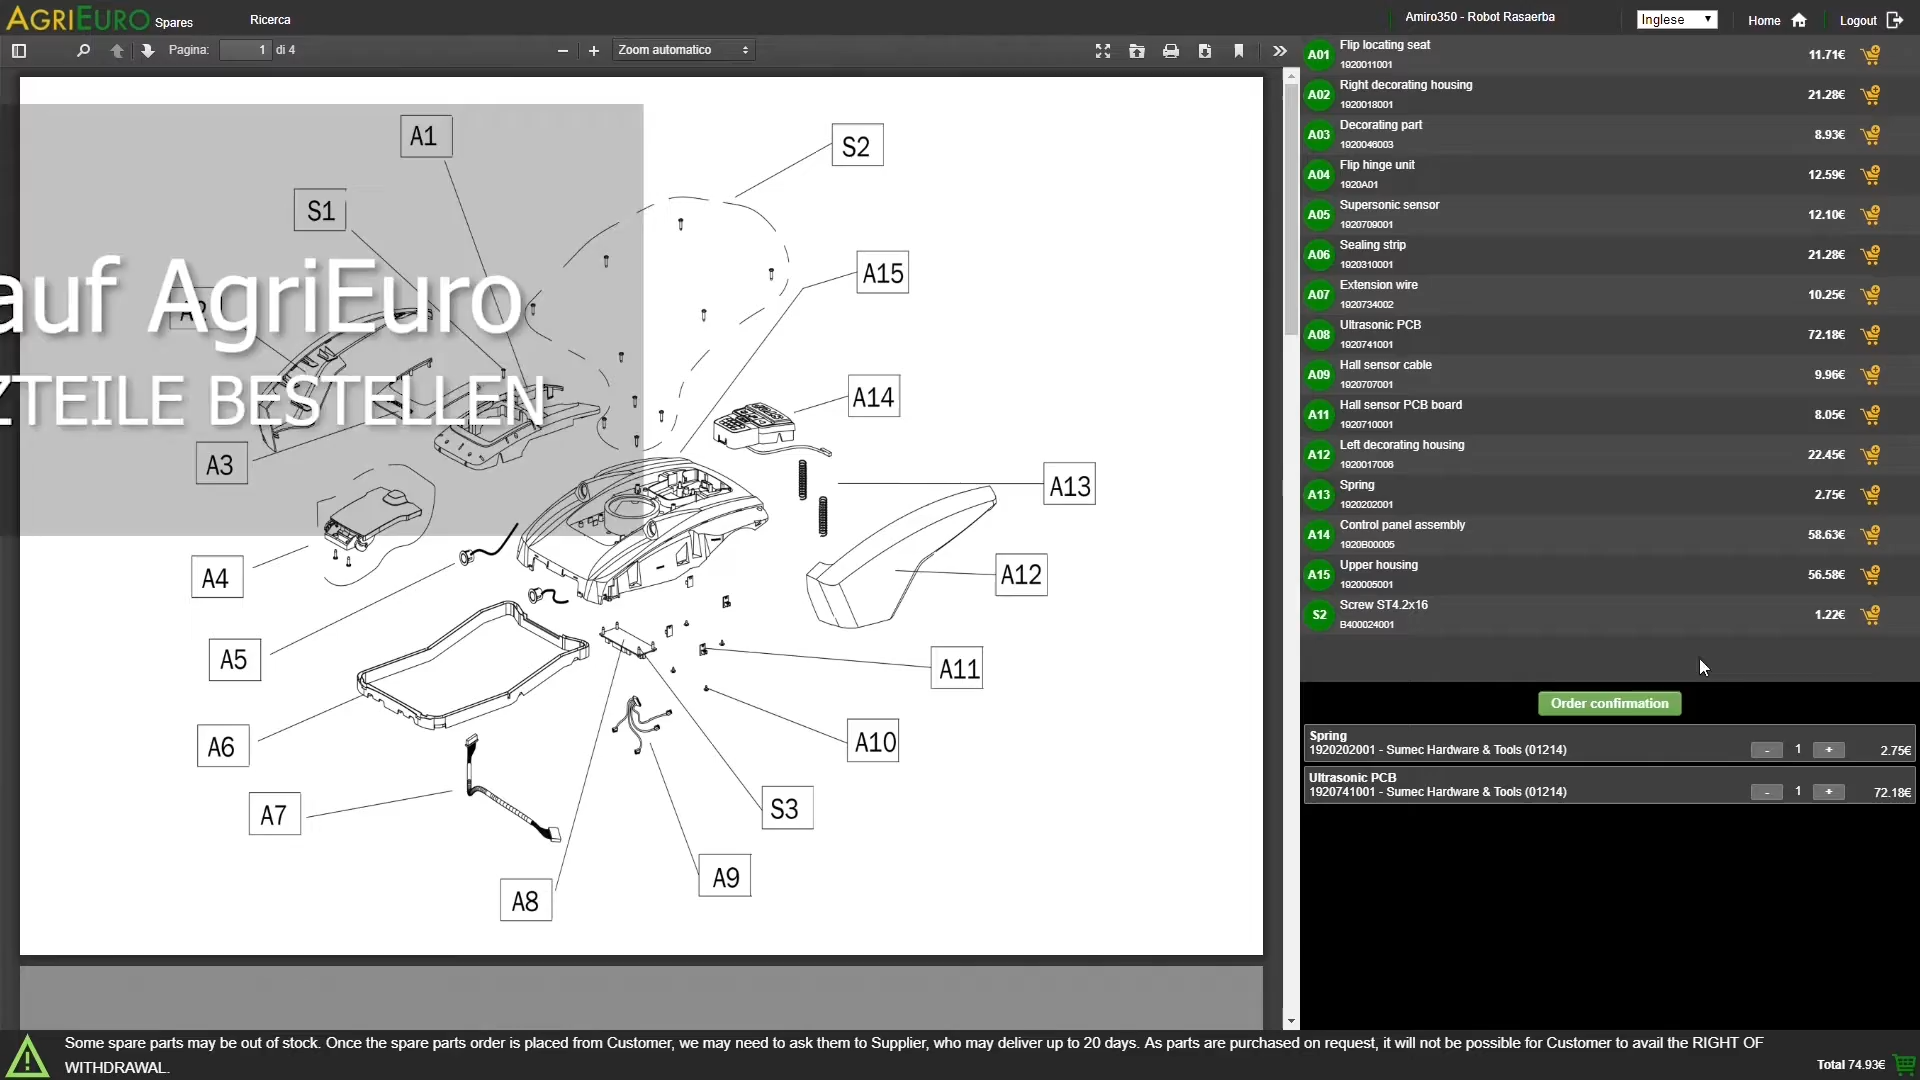 AGRIEURO Spares
Ricerca
Amiro350 - Robot Rasaerba
Inglese
Home
Logout
Pagina: 1 di 4
Zoom automatico
A1
S2
S1
A15
auf AgriEuro
A2
ZTEILE BESTELLEN
A14
A3
A13
A4
A12
A5
A11
A6
A10
A7
S3
A9
A8
A01 Flip locating seat
1920011001
11.71€
A02 Right decorating housing
1920018001
21.28€
A03 Decorating part
1920046003
8.93€
A04 Flip hinge unit
1920A01
12.59€
A05 Supersonic sensor
1920709001
12.10€
A06 Sealing strip
1920310001
21.28€
A07 Extension wire
1920734002
10.25€
A08 Ultrasonic PCB
1920741001
72.18€
A09 Hall sensor cable
1920707001
9.96€
A11 Hall sensor PCB board
1920710001
8.05€
A12 Left decorating housing
1920017006
22.45€
A13 Spring
1920202001
2.75€
A14 Control panel assembly
1920B00005
58.63€
A15 Upper housing
1920005001
56.58€
S2 Screw ST4.2x16
B400024001
1.22€
Order confirmation
Spring
1920202001 - Sumec Hardware & Tools (01214) - 1 + 2.75€
Ultrasonic PCB
1920741001 - Sumec Hardware & Tools (01214) - 1 + 72.18€
Some spare parts may be out of stock. Once the spare parts order is placed from Customer, we may need to ask them to Supplier, who may deliver up to 20 days. As parts are purchased on request, it will not be possible for Customer to avail the RIGHT OF
WITHDRAWAL.
Total 74.93€